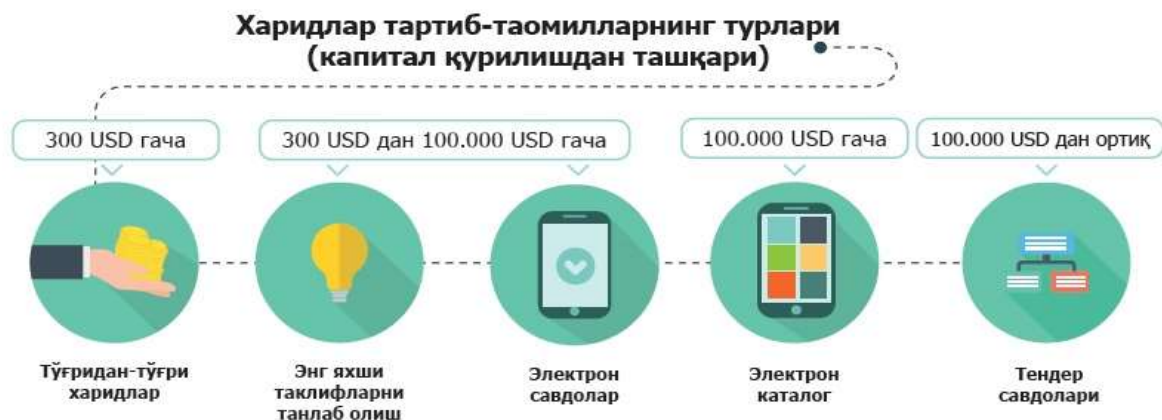 Харидлар тартиб-таомилларнинг турлари
(капитал қурилишдан ташқари)
300 USD гача
300 USD дан 100.000 USD гача
100.000 USD гача
100.000 USD дан ортиқ
Тўғридан-тўғри
харидлар
Энг яхши
таклифларни
танлаб олиш
Электрон
савдолар
Электрон
каталог
Тендер
савдолари